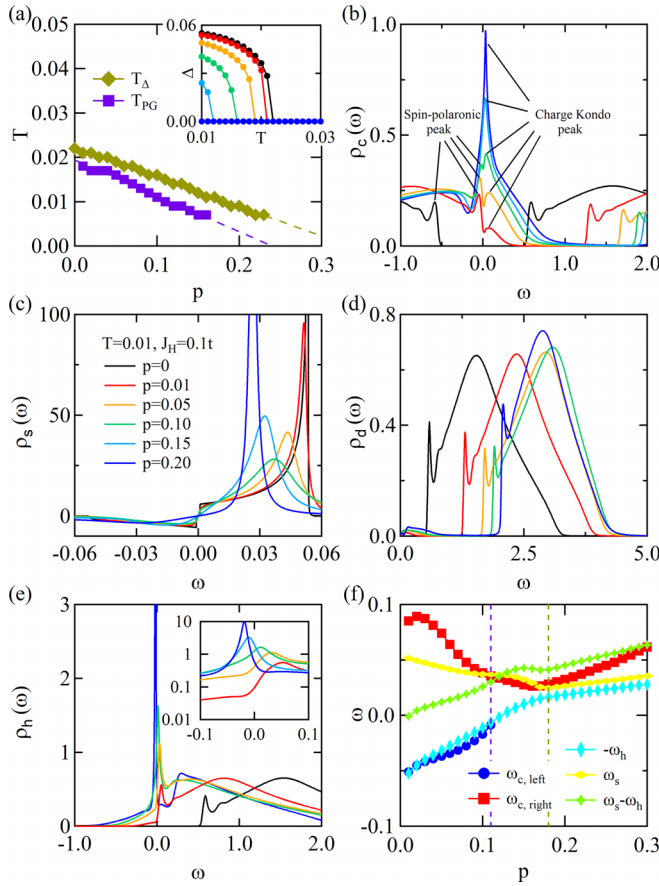 (a)
0.05
0.04
0.03
0.02
0.01
0.00
T
0.0 0.1 0.2 0.3
p
T_Δ
T_PG
0.06
0.00
Δ
0.01 T 0.03
(b)
1.0
0.5
0.0
ρ_c(ω)
-1.0 0.0 1.0 2.0
ω
Spin-polaronic
peak
Charge Kondo
peak
(c)
100
50
0
ρ_s(ω)
-0.06 -0.03 0.00 0.03 0.06
ω
T=0.01, J_H=0.1t
p=0
p=0.01
p=0.05
p=0.10
p=0.15
p=0.20
(d)
0.8
0.4
0.0
ρ_d(ω)
0.0 2.5 5.0
ω
(e)
3
2
1
0
ρ_h(ω)
-1.0 0.0 1.0 2.0
ω
10
1
0.1
0.01
-0.1 0.0 0.1
(f)
0.1
0.0
-0.1
ω
0.0 0.1 0.2 0.3
p
-ω_h
ω_c, left
ω_s
ω_c, right
ω_s-ω_h